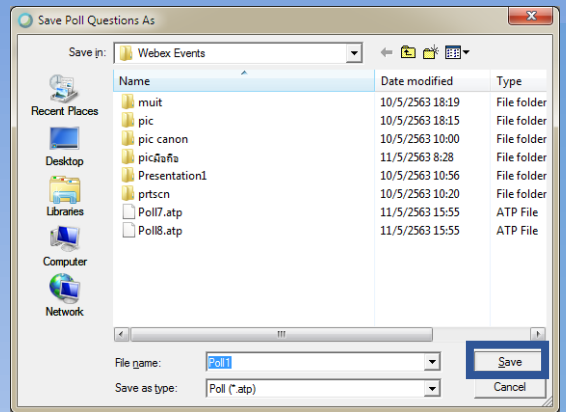 Save Poll Questions As
Save in: Webex Events
Name Date modified Type
muit 10/5/2563 18:19 File folder
pic 10/5/2563 18:15 File folder
pic canon 10/5/2563 10:00 File folder
picมือถือ 11/5/2563 8:28 File folder
Presentation1 10/5/2563 10:56 File folder
prtscn 10/5/2563 10:20 File folder
Poll7.atp 11/5/2563 15:55 ATP File
Poll8.atp 11/5/2563 15:55 ATP File
Recent Places
Desktop
Libraries
Computer
Network
File name: Poll1 Save
Save as type: Poll (*.atp) Cancel